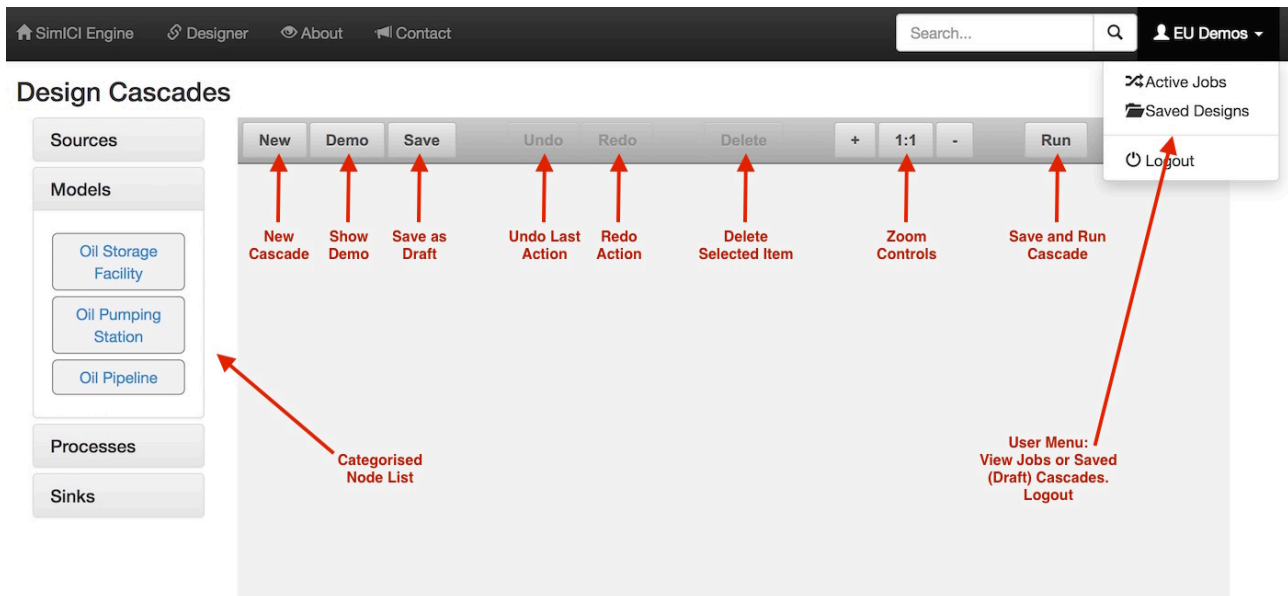 SimICI Engine Designer About Contact Search... EU Demos
Active Jobs
Saved Designs
Logout
Design Cascades
Sources
Models
Oil Storage
Facility
Oil Pumping
Station
Oil Pipeline
Processes
Sinks
New Demo Save Undo Redo Delete + 1:1 - Run
New
Cascade
Show
Demo
Save as
Draft
Undo Last
Action
Redo
Action
Delete
Selected Item
Zoom
Controls
Save and Run
Cascade
Categorised
Node List
User Menu:
View Jobs or Saved
(Draft) Cascades.
Logout